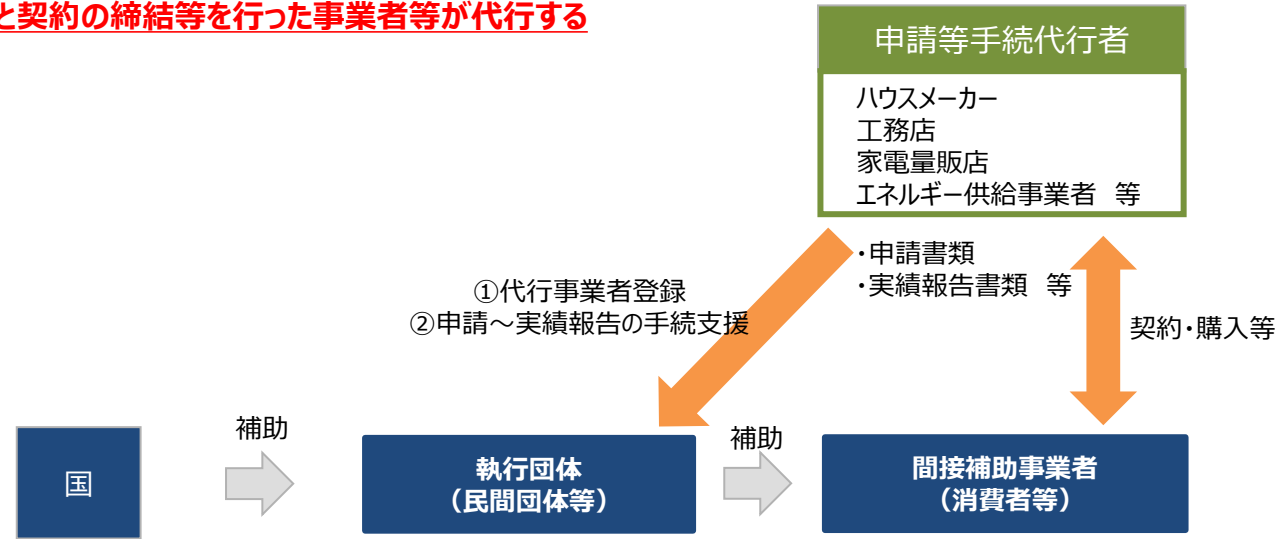 と契約の締結等を行った事業者等が代行する
申請等手続代行者
ハウスメーカー
工務店
家電量販店
エネルギー供給事業者　等
・申請書類
・実績報告書類　等
①代行事業者登録
②申請～実績報告の手続支援
契約・購入等
補助
補助
国
執行団体
（民間団体等）
間接補助事業者
（消費者等）